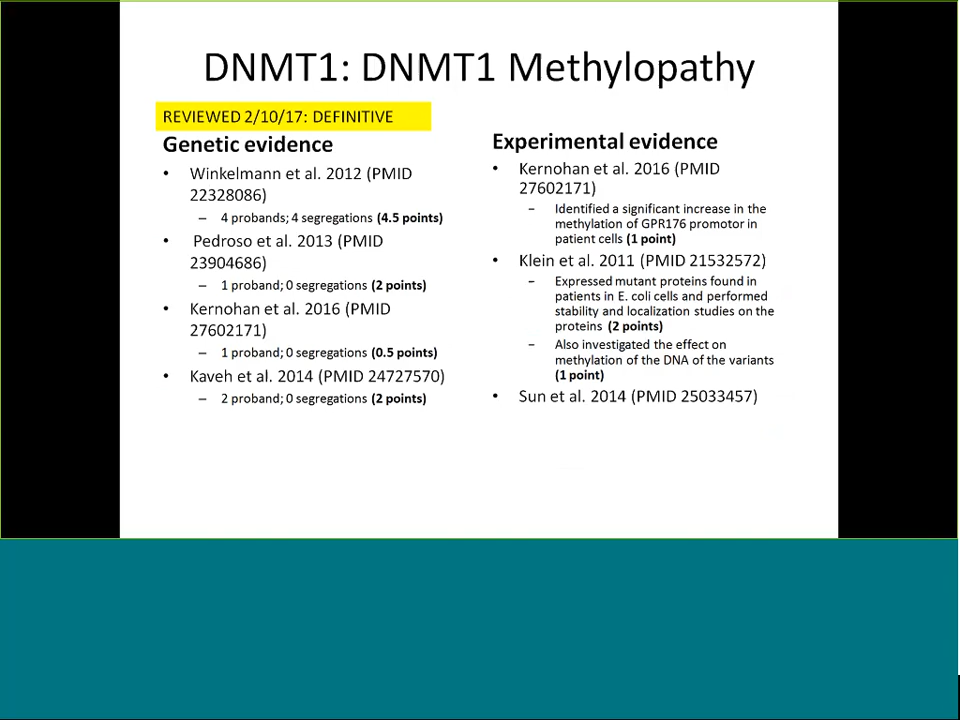 DNMT1: DNMT1 Methylopathy
REVIEWED 2/10/17: DEFINITIVE
Genetic evidence
• Winkelmann et al. 2012 (PMID
22328086)
– 4 probands; 4 segregations (4.5 points)
• Pedroso et al. 2013 (PMID
23904686)
– 1 proband; 0 segregations (2 points)
• Kernohan et al. 2016 (PMID
27602171)
– 1 proband; 0 segregations (0.5 points)
• Kaveh et al. 2014 (PMID 24727570)
– 2 proband; 0 segregations (2 points)
Experimental evidence
• Kernohan et al. 2016 (PMID
27602171)
– Identified a significant increase in the
methylation of GPR176 promotor in
patient cells (1 point)
• Klein et al. 2011 (PMID 21532572)
– Expressed mutant proteins found in
patients in E. coli cells and performed
stability and localization studies on the
proteins (2 points)
– Also investigated the effect on
methylation of the DNA of the variants
(1 point)
• Sun et al. 2014 (PMID 25033457)